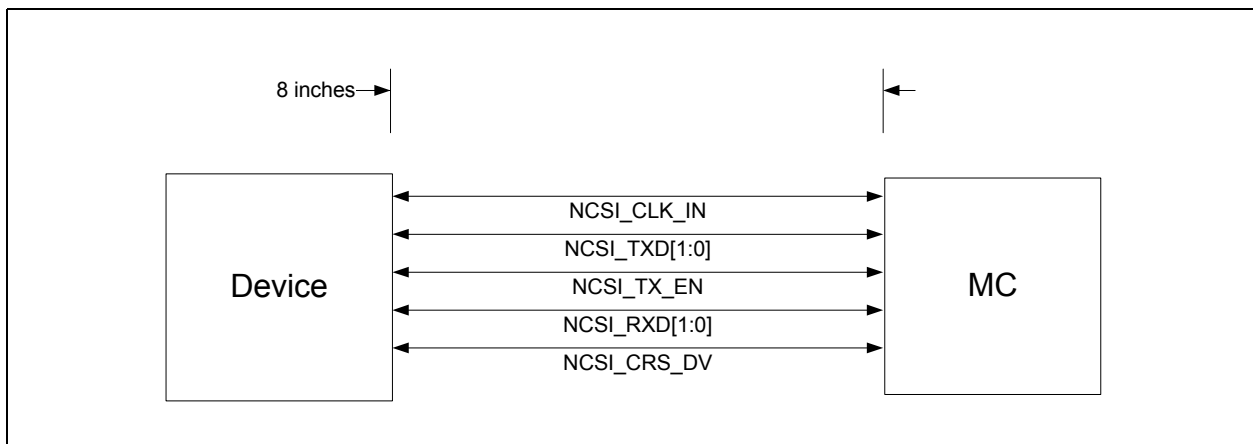 8 inches
NCSI_CLK_IN
NCSI_TXD[1:0]
Device
NCSI_TX_EN
MC
NCSI_RXD[1:0]
NCSI_CRS_DV